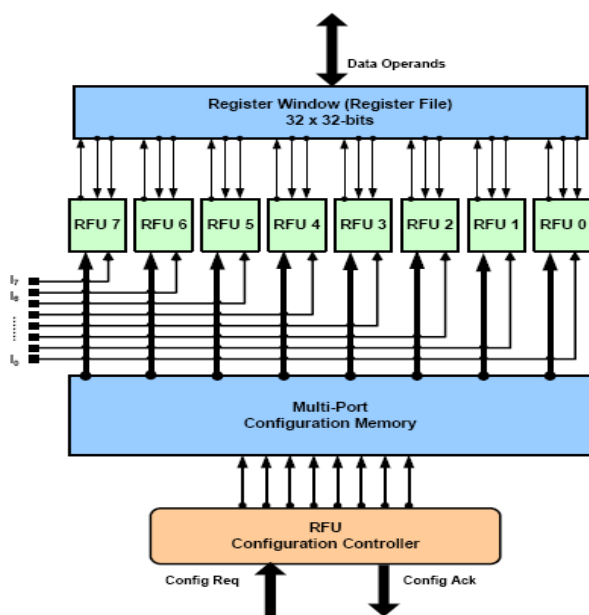 Data Operands
Register Window (Register File)
32 x 32-bits
RFU 7 RFU 6 RFU 5 RFU 4 RFU 3 RFU 2 RFU 1 RFU 0
I7
I6
......
I0
Multi-Port
Configuration Memory
RFU
Configuration Controller
Config Req Config Ack